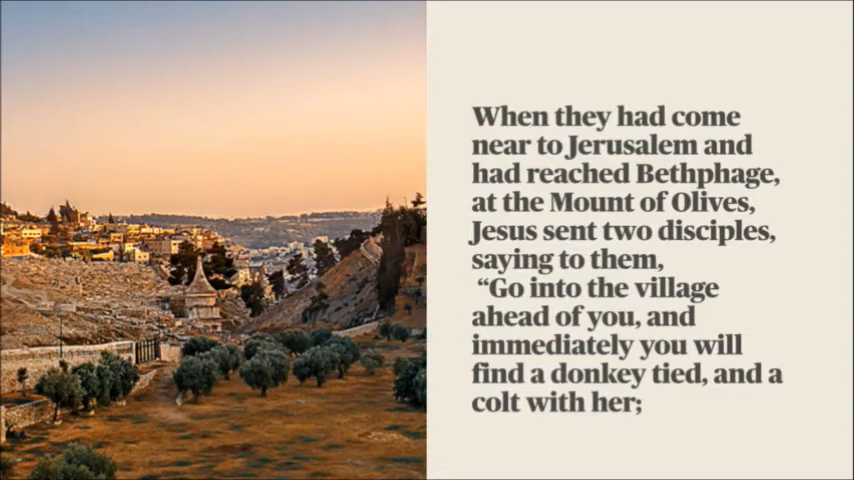 When they had come
near to Jerusalem and
had reached Bethphage,
at the Mount of Olives,
Jesus sent two disciples,
saying to them,
“Go into the village
ahead of you, and
immediately you will
find a donkey tied, and a
colt with her;